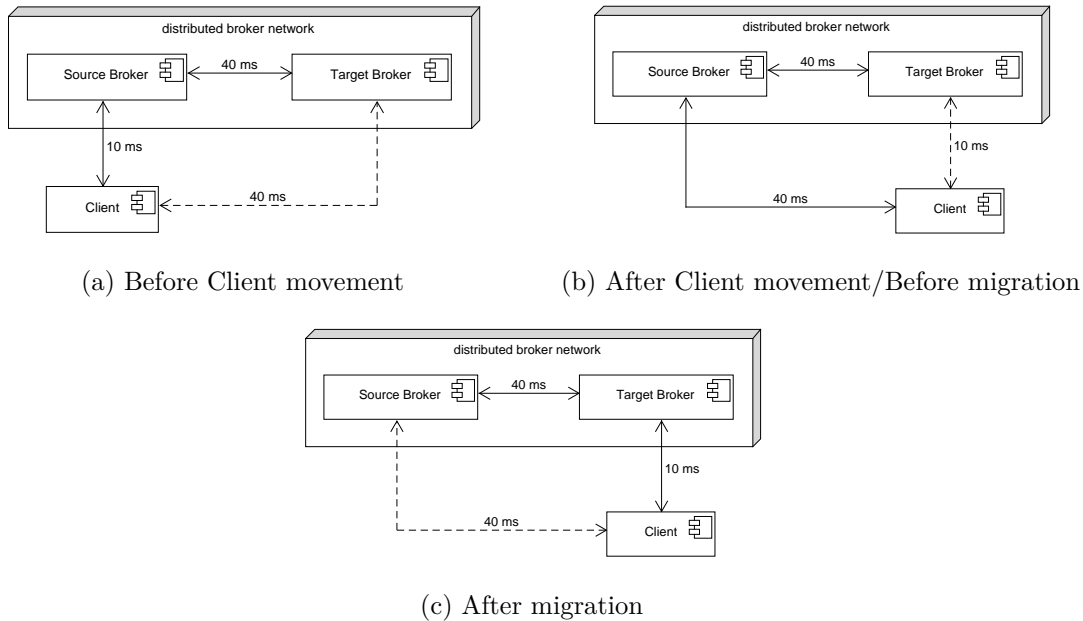 distributed broker network
40 ms
Source Broker
Target Broker
10 ms
40 ms
Client
(a) Before Client movement
distributed broker network
40 ms
Source Broker
Target Broker
10 ms
40 ms
Client
(b) After Client movement/Before migration
distributed broker network
40 ms
Source Broker
Target Broker
10 ms
40 ms
Client
(c) After migration